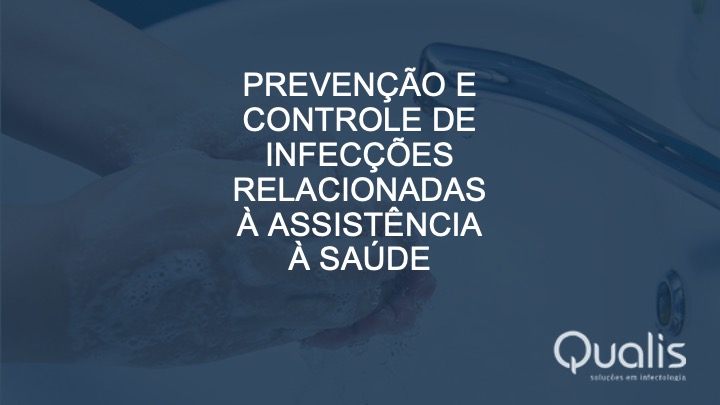 PREVENÇÃO E
CONTROLE DE
INFECÇÕES
RELACIONADAS
À ASSISTÊNCIA
À SAÚDE
Qualis
soluções em infectologia